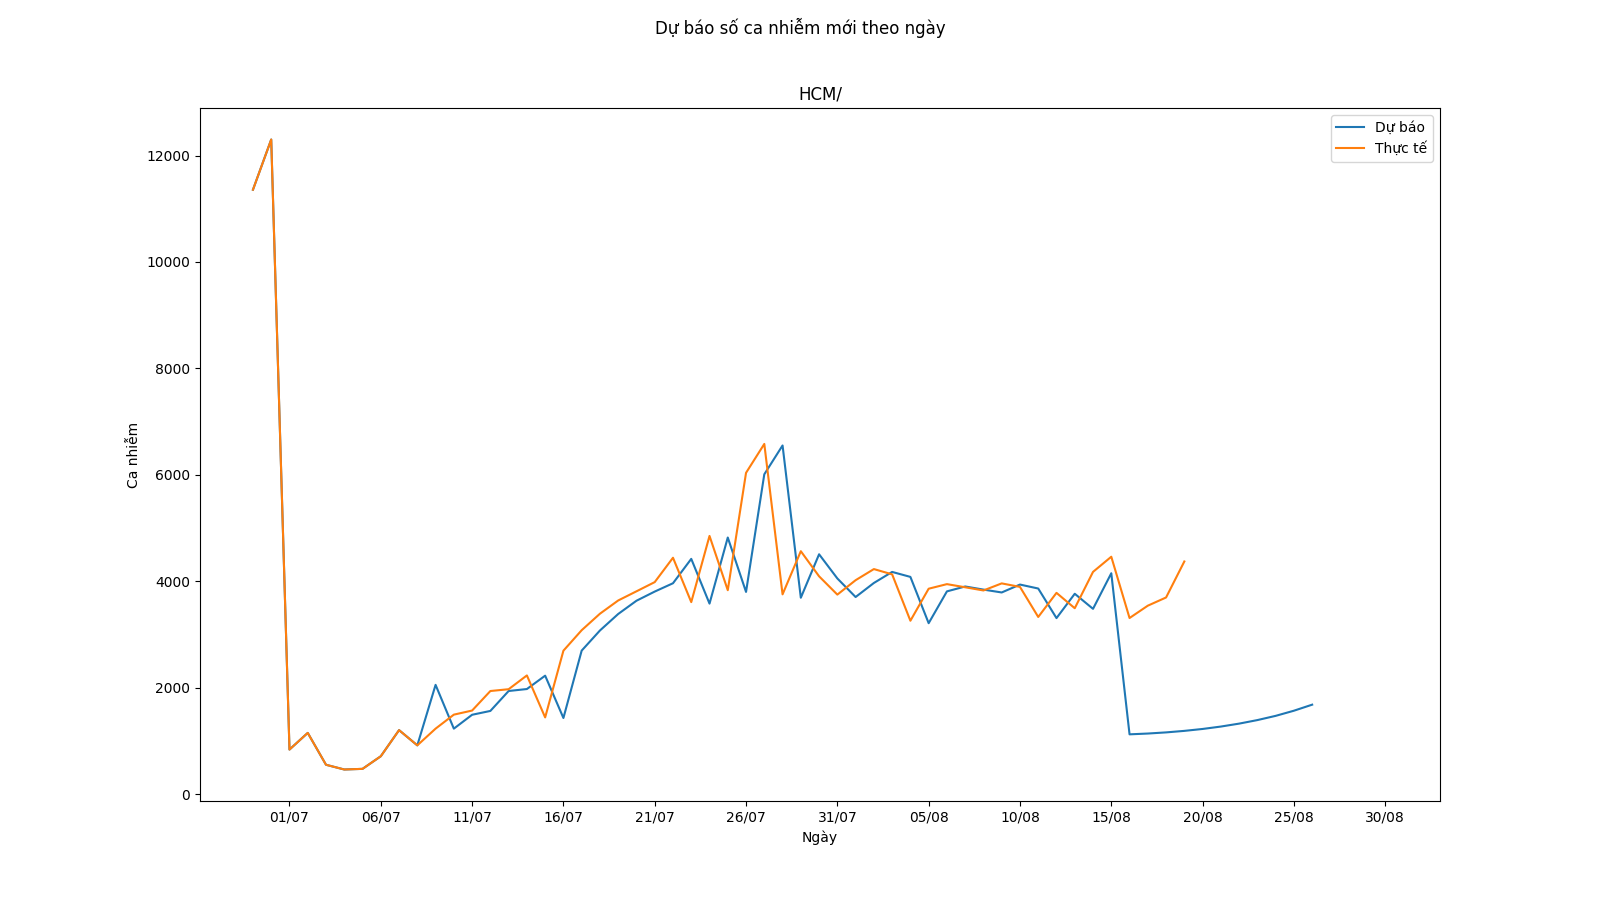 Dự báo số ca nhiễm mới theo ngày
HCM/
Dự báo
Thực tế
12000
10000
8000
6000
4000
2000
0
Ca nhiễm
01/07 06/07 11/07 16/07 21/07 26/07 31/07 05/08 10/08 15/08 20/08 25/08 30/08
Ngày